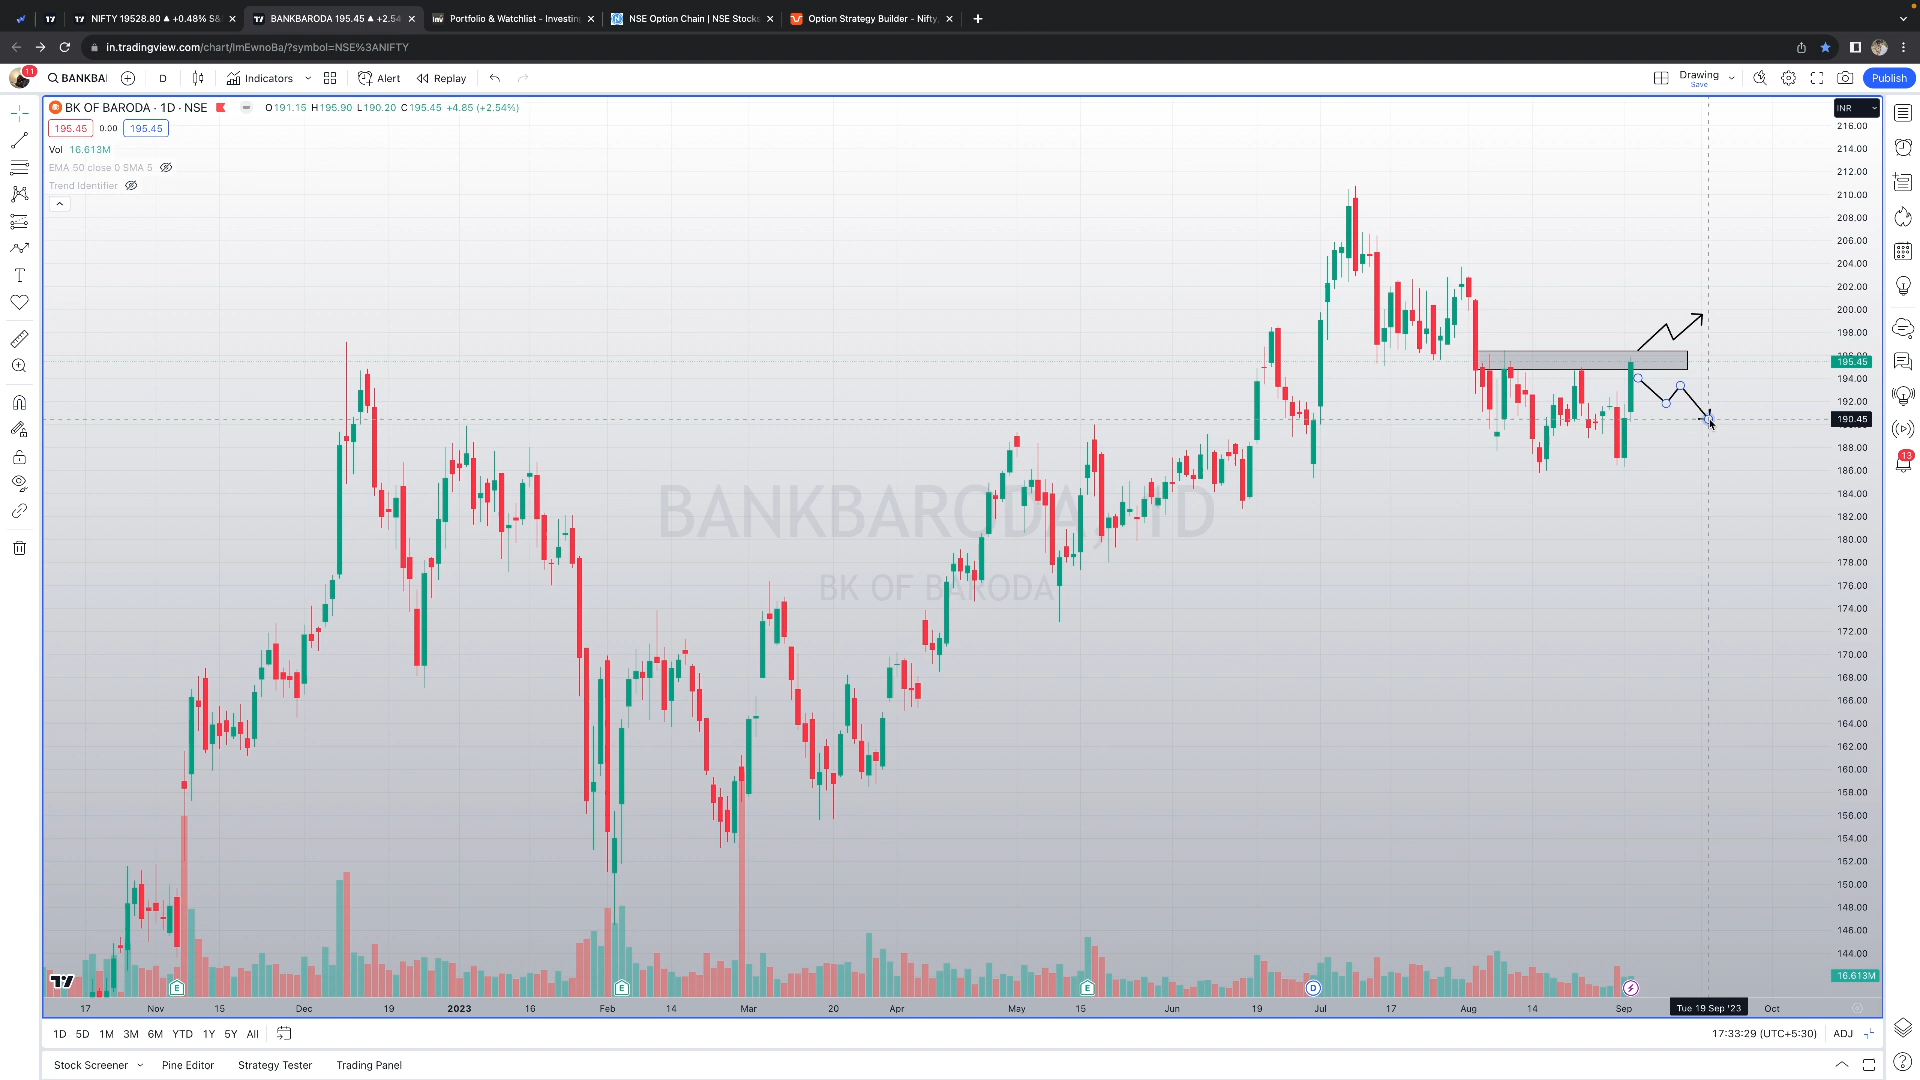 NIFTY 19528.80 ▲ +0.48% S&
BANKBARODA 195.45 ▲ +2.54
Portfolio & Watchlist - Investing
NSE Option Chain | NSE Stocks
Option Strategy Builder - Nifty,
in.tradingview.com/chart/lmEwnoBa/?symbol=NSE%3ANIFTY
11
BANKBA
D
Indicators
Alert
Replay
Drawing
Save
Publish
BK OF BARODA · 1D · NSE
O191.15 H195.90 L190.20 C195.45 +4.85 (+2.54%)
INR
195.45
0.00
195.45
Vol 16.613M
EMA 50 close 0 SMA 5
Trend Identifier
216.00
214.00
212.00
210.00
208.00
206.00
204.00
202.00
200.00
198.00
195.45
194.00
192.00
190.45
188.00
186.00
184.00
182.00
180.00
178.00
176.00
174.00
172.00
170.00
168.00
166.00
164.00
162.00
160.00
158.00
156.00
154.00
152.00
150.00
148.00
146.00
144.00
16.613M
BANKBARODA, 1D
BK OF BARODA
13
E
E
E
D
17
Nov
15
Dec
19
2023
16
Feb
14
Mar
20
Apr
May
15
Jun
19
Jul
17
Aug
14
Sep
Tue 19 Sep '23
Oct
1D 5D 1M 3M 6M YTD 1Y 5Y All
17:33:29 (UTC+5:30)
ADJ
Stock Screener
Pine Editor
Strategy Tester
Trading Panel